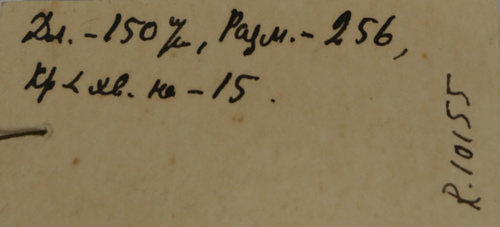 Дл. - 150 г/м, Разм. - 256,
Кр < хв. на - 15.
R. 10155